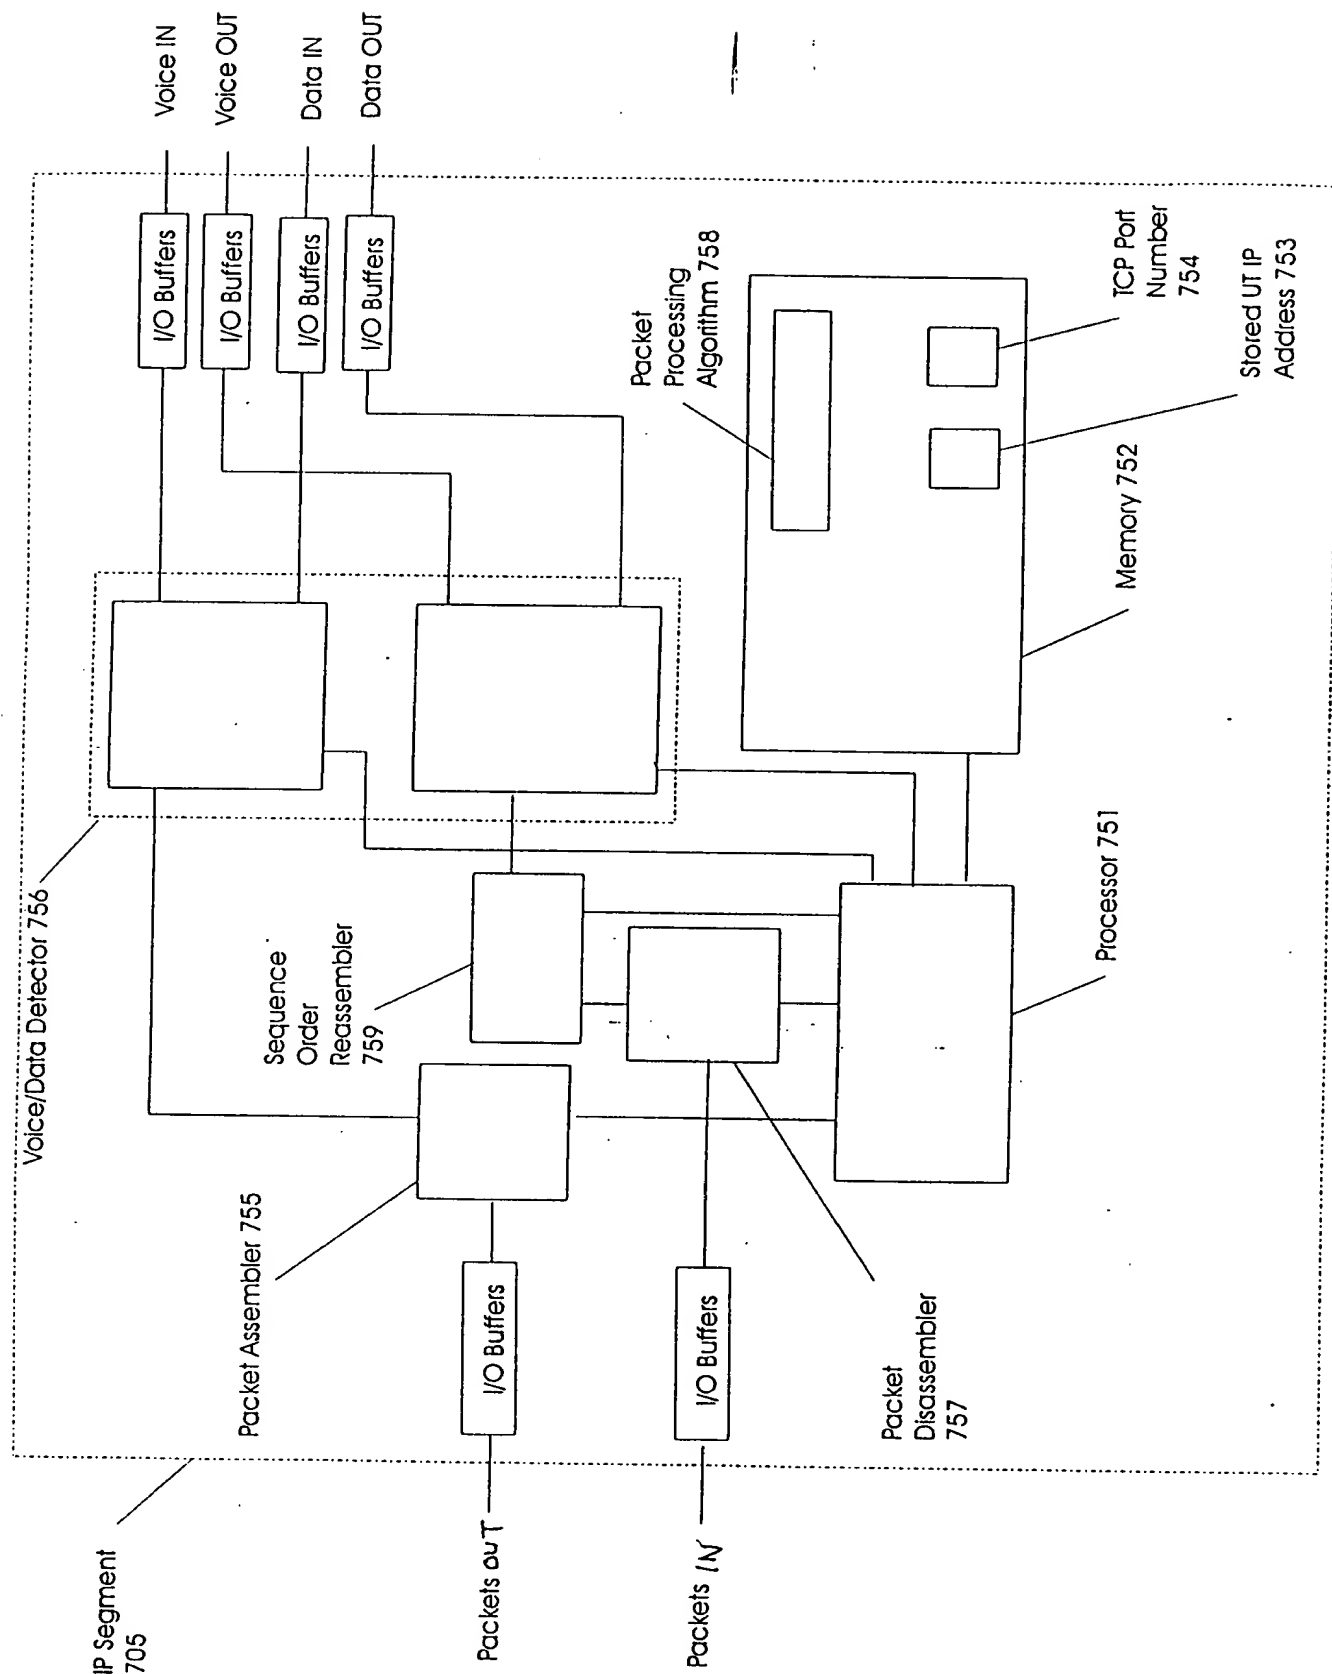 IP Segment
705
Voice/Data Detector 756
Voice IN
Voice OUT
Data IN
Data OUT
I/O Buffers
I/O Buffers
I/O Buffers
I/O Buffers
Packet Assembler 755
Sequence
Order
Reassembler
759
Packet
Processing
Algorithm 758
TCP Port
Number
754
Stored UT IP
Address 753
Memory 752
Processor 751
Packet
Disassembler
757
I/O Buffers
I/O Buffers
Packets OUT
Packets IN